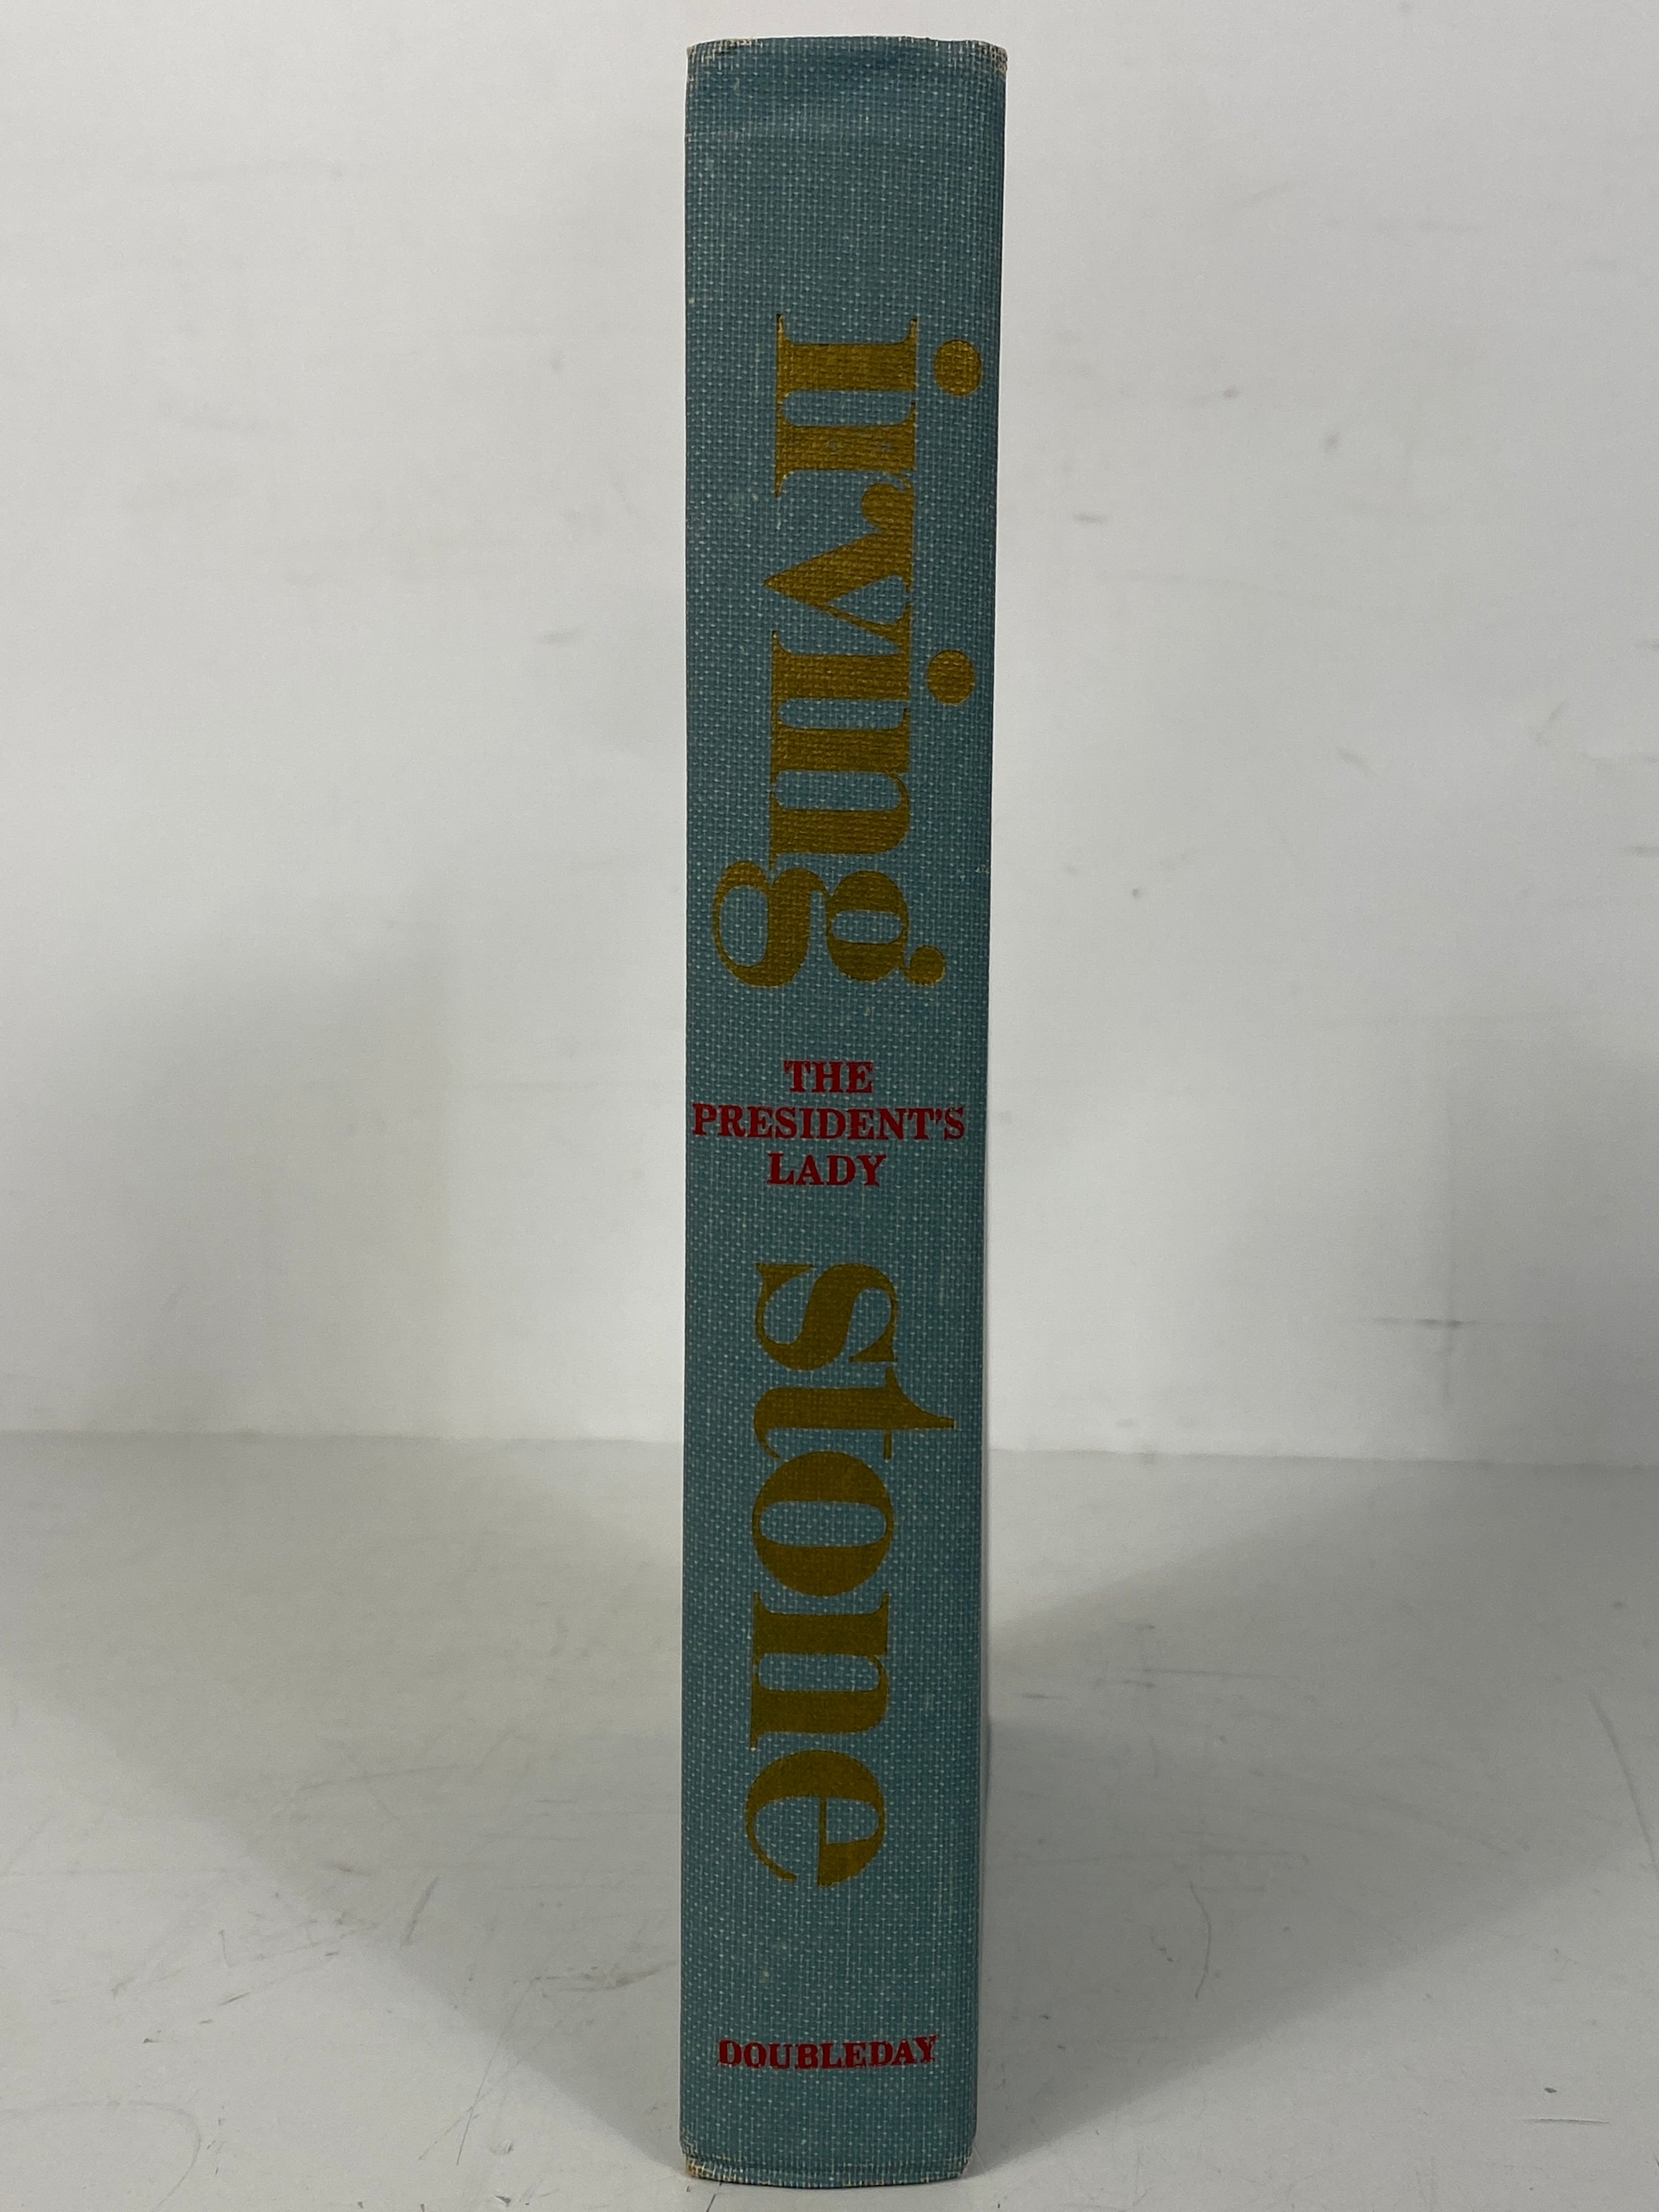 irving
THE
PRESIDENT'S
LADY
stone
DOUBLEDAY